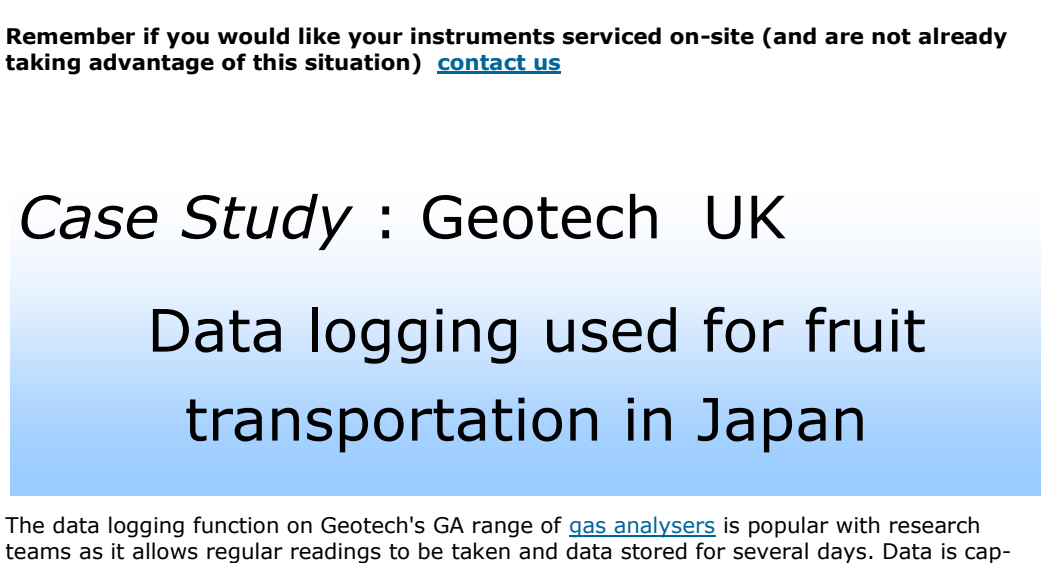 Remember if you would like your instruments serviced on-site (and are not already
taking advantage of this situation) contact us
Case Study : Geotech UK
Data logging used for fruit
transportation in Japan
The data logging function on Geotech's GA range of gas analysers is popular with research
teams as it allows regular readings to be taken and data stored for several days. Data is cap-